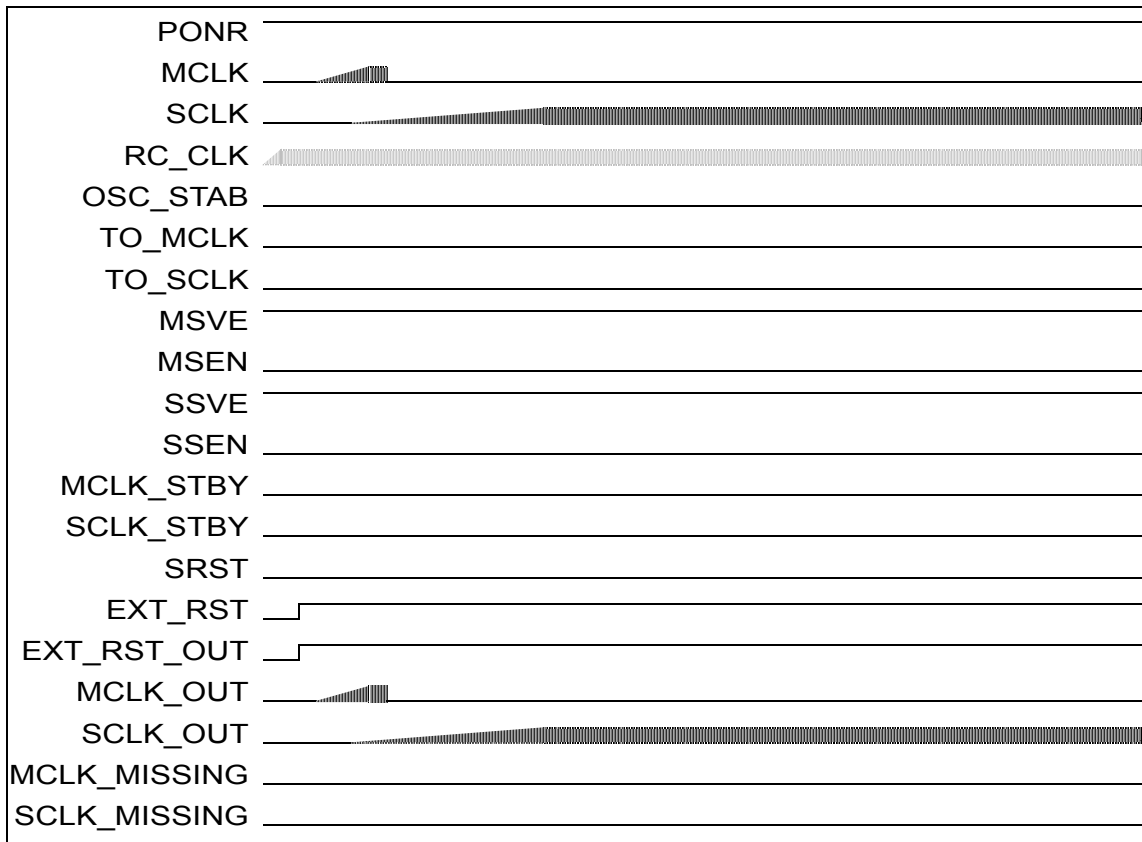 PONR
MCLK
SCLK
RC_CLK
OSC_STAB
TO_MCLK
TO_SCLK
MSVE
MSEN
SSVE
SSEN
MCLK_STBY
SCLK_STBY
SRST
EXT_RST
EXT_RST_OUT
MCLK_OUT
SCLK_OUT
MCLK_MISSING
SCLK_MISSING